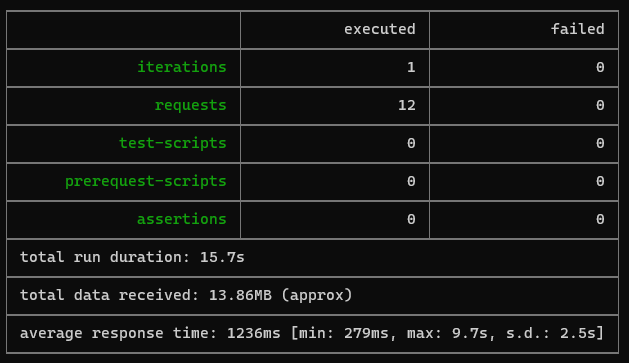 executed failed
iterations 1 0
requests 12 0
test-scripts 0 0
prerequest-scripts 0 0
assertions 0 0
total run duration: 15.7s
total data received: 13.86MB (approx)
average response time: 1236ms [min: 279ms, max: 9.7s, s.d.: 2.5s]